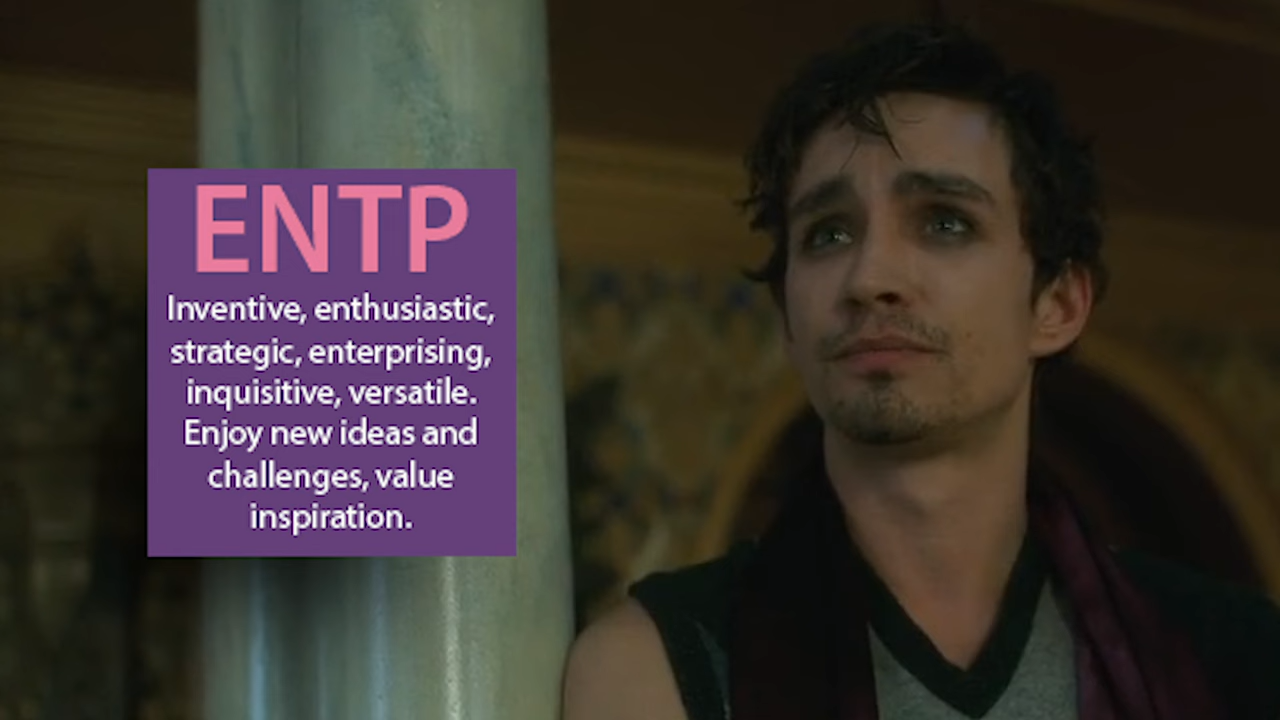 ENTP
Inventive, enthusiastic,
strategic, enterprising,
inquisitive, versatile.
Enjoy new ideas and
challenges, value
inspiration.